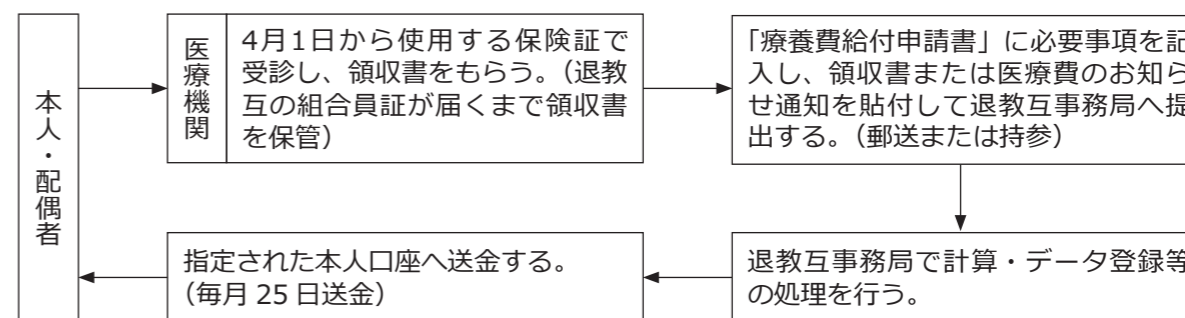 本人・配偶者
医療機関
4月1日から使用する保険証で
受診し、領収書をもらう。（退教
互の組合員証が届くまで領収書
を保管）
「療養費給付申請書」に必要事項を記
入し、領収書または医療費のお知ら
せ通知を貼付して退教互事務局へ提
出する。（郵送または持参）
指定された本人口座へ送金する。
（毎月 25 日送金）
退教互事務局で計算・データ登録等
の処理を行う。